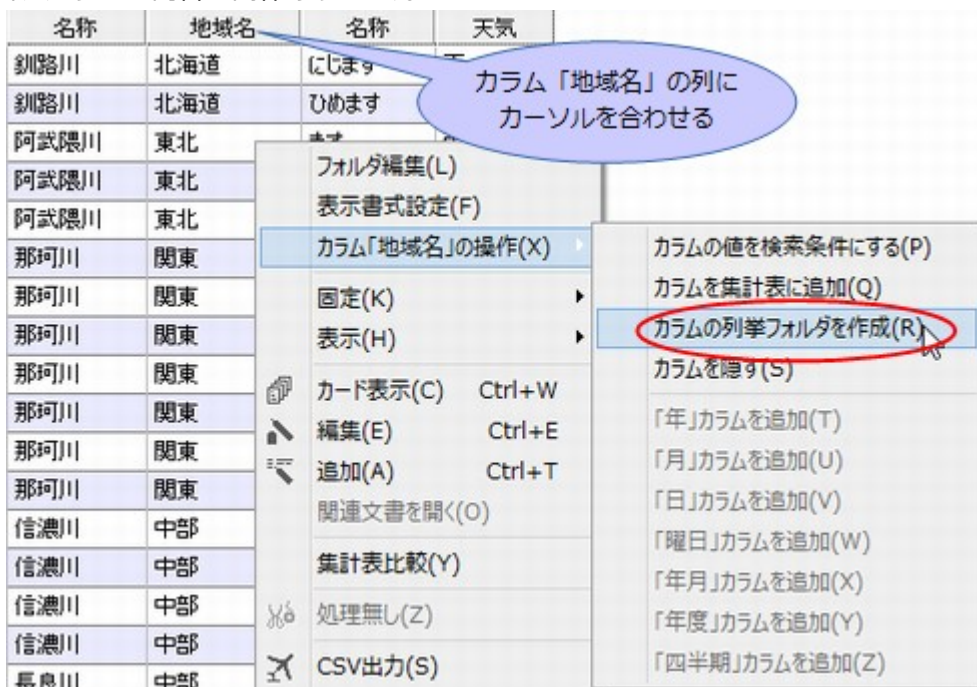 名称 地域名 名称 天気
釧路川 北海道 にじます
釧路川 北海道 ひめます
阿武隈川 東北
阿武隈川 東北
阿武隈川 東北
那珂川 関東
那珂川 関東
那珂川 関東
那珂川 関東
那珂川 関東
那珂川 関東
那珂川 関東
信濃川 中部
信濃川 中部
信濃川 中部
信濃川 中部
長良川 中部
カラム「地域名」の列に
カーソルを合わせる
フォルダ編集(L)
表示書式設定(F)
カラム「地域名」の操作(X)
固定(K)
表示(H)
カード表示(C) Ctrl+W
編集(E) Ctrl+E
追加(A) Ctrl+T
関連文書を開く(O)
集計表比較(Y)
処理無し(Z)
CSV出力(S)
カラムの値を検索条件にする(P)
カラムを集計表に追加(Q)
カラムの列挙フォルダを作成(R)
カラムを隠す(S)
「年」カラムを追加(T)
「月」カラムを追加(U)
「日」カラムを追加(V)
「曜日」カラムを追加(W)
「年月」カラムを追加(X)
「年度」カラムを追加(Y)
「四半期」カラムを追加(Z)